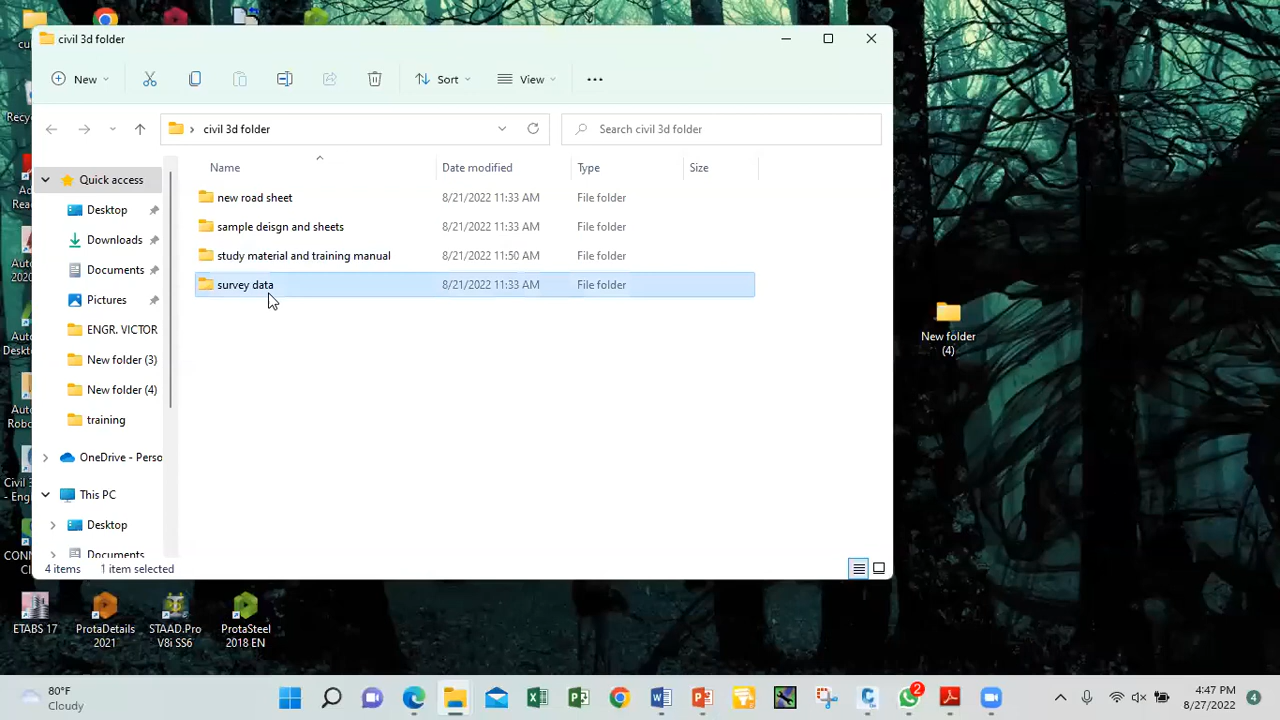 civil 3d folder
New
Sort
View
civil 3d folder
Search civil 3d folder
Name
Date modified
Type
Size
Quick access
new road sheet
8/21/2022 11:33 AM
File folder
Desktop
sample deisgn and sheets
8/21/2022 11:33 AM
File folder
Downloads
study material and training manual
8/21/2022 11:50 AM
File folder
Documents
survey data
8/21/2022 11:33 AM
File folder
Pictures
ENGR. VICTOR
New folder (3)
New folder (4)
training
OneDrive - Perso
This PC
Desktop
Documents
4 items
1 item selected
New folder
(4)
ETABS 17
ProtaDetails
2021
STAAD.Pro
V8i SS6
ProtaSteel
2018 EN
80°F
Cloudy
2
4:47 PM
8/27/2022
4